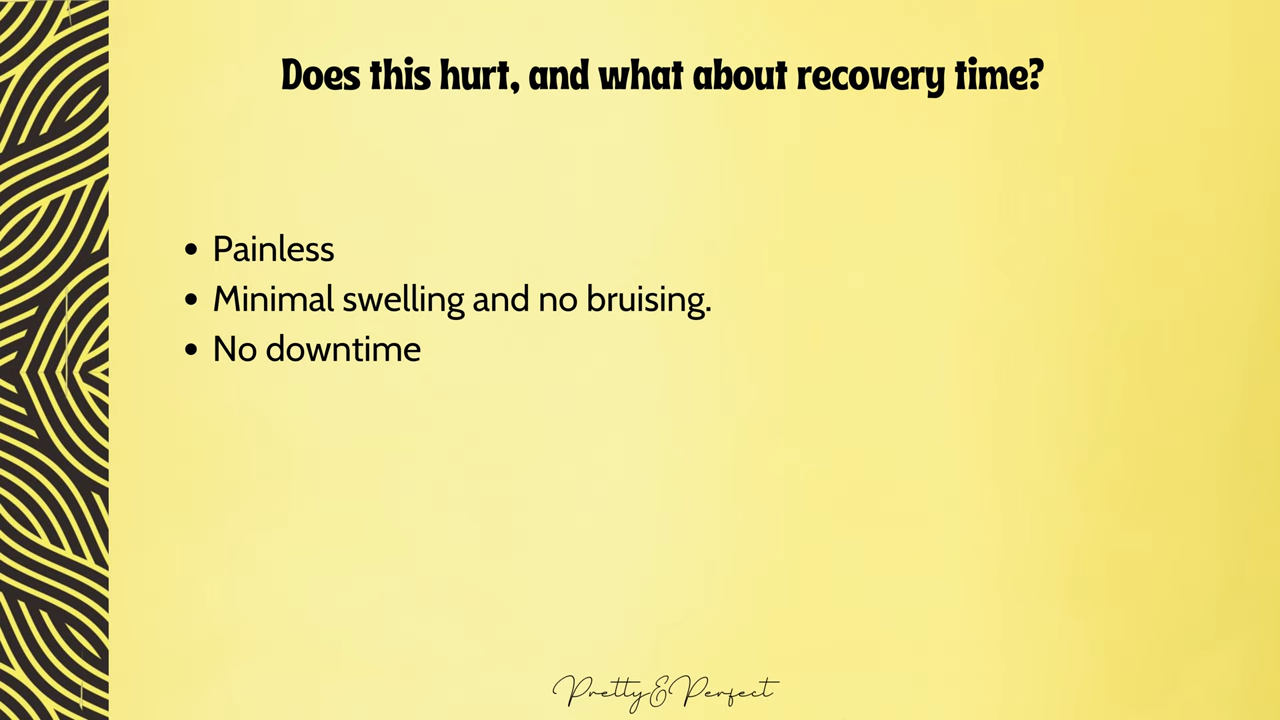 Does this hurt, and what about recovery time?
• Painless
• Minimal swelling and no bruising.
• No downtime
Pretty&Perfect